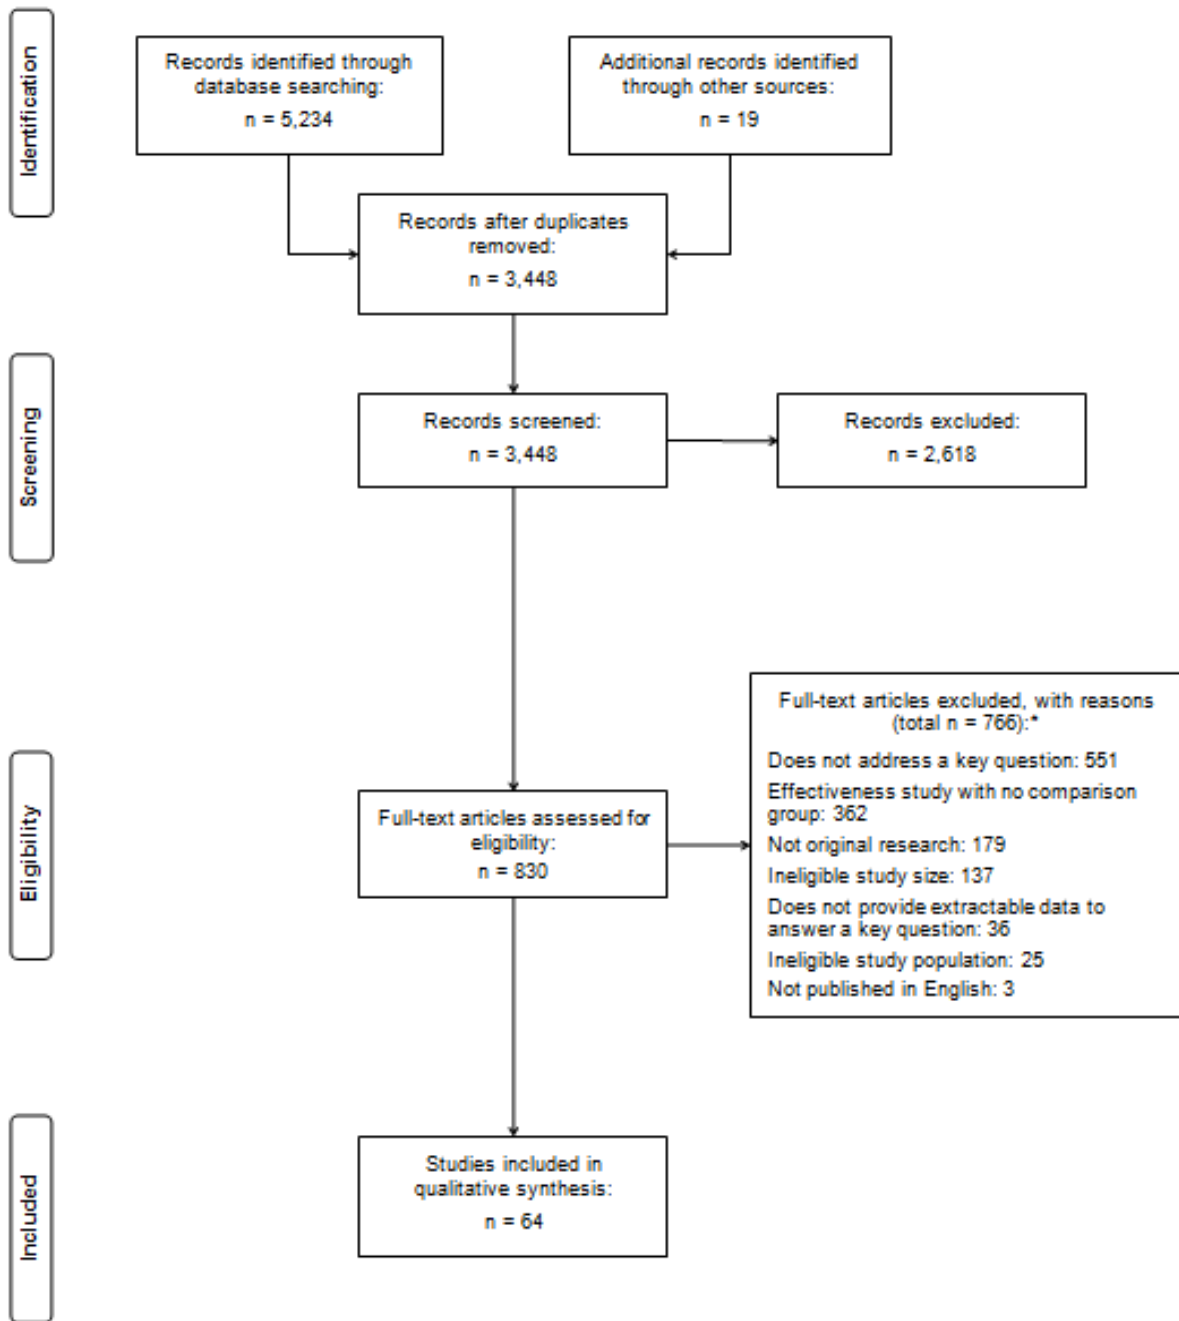 Identification
Records identified through
database searching:
n = 5,234
Additional records identified
through other sources:
n = 19
Records after duplicates
removed:
n = 3,448
Screening
Records screened:
n = 3,448
Records excluded:
n = 2,618
Eligibility
Full-text articles assessed for
eligibility:
n = 830
Full-text articles excluded, with reasons
(total n = 766):*
Does not address a key question: 551
Effectiveness study with no comparison
group: 362
Not original research: 179
Ineligible study size: 137
Does not provide extractable data to
answer a key question: 36
Ineligible study population: 25
Not published in English: 3
Included
Studies included in
qualitative synthesis:
n = 64